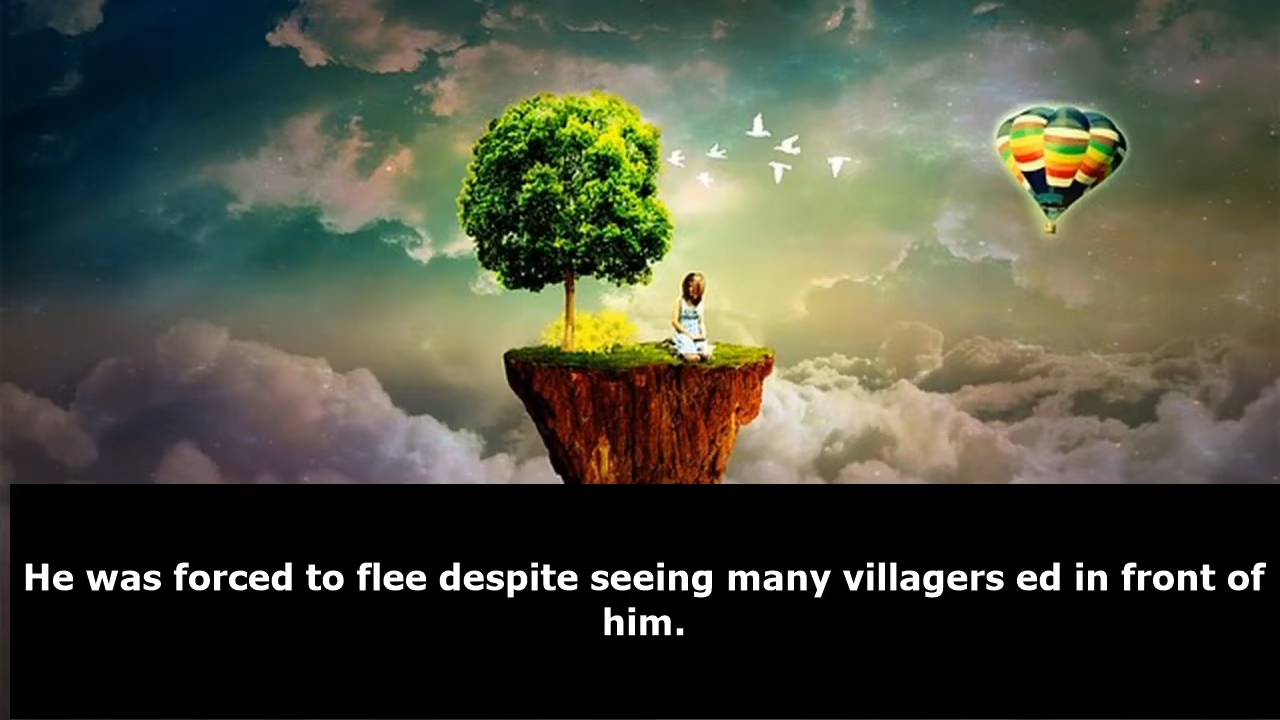 He was forced to flee despite seeing many villagers ed in front of
him.